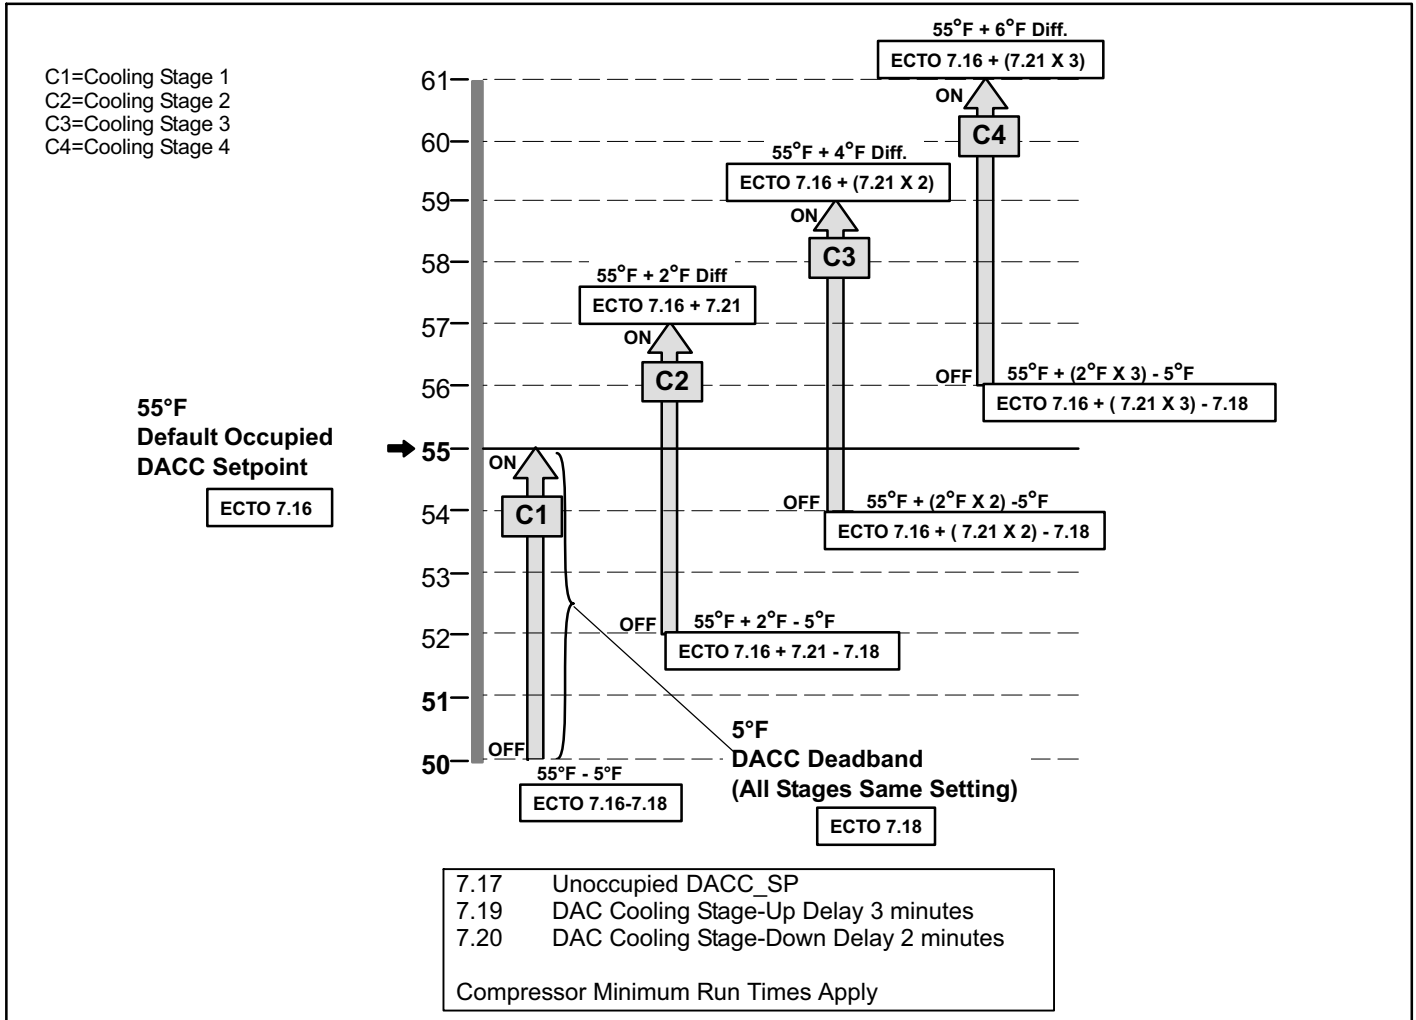 C1=Cooling Stage 1
C2=Cooling Stage 2
C3=Cooling Stage 3
C4=Cooling Stage 4
55°F + 6°F Diff.
ECTO 7.16 + (7.21 X 3)
61
ON
C4
60
55°F + 4°F Diff.
ECTO 7.16 + (7.21 X 2)
59
ON
C3
58
55°F + 2°F Diff
ECTO 7.16 + 7.21
57
ON
C2
56
OFF
55°F + (2°F X 3) - 5°F
ECTO 7.16 + ( 7.21 X 3) - 7.18
55°F
Default Occupied
DACC Setpoint
ECTO 7.16
55
ON
C1
54
OFF
55°F + (2°F X 2) -5°F
ECTO 7.16 + ( 7.21 X 2) - 7.18
53
52
OFF
55°F + 2°F - 5°F
ECTO 7.16 + 7.21 - 7.18
51
50
OFF
55°F - 5°F
ECTO 7.16-7.18
5°F
DACC Deadband
(All Stages Same Setting)
ECTO 7.18
7.17 Unoccupied DACC_SP
7.19 DAC Cooling Stage-Up Delay 3 minutes
7.20 DAC Cooling Stage-Down Delay 2 minutes
Compressor Minimum Run Times Apply